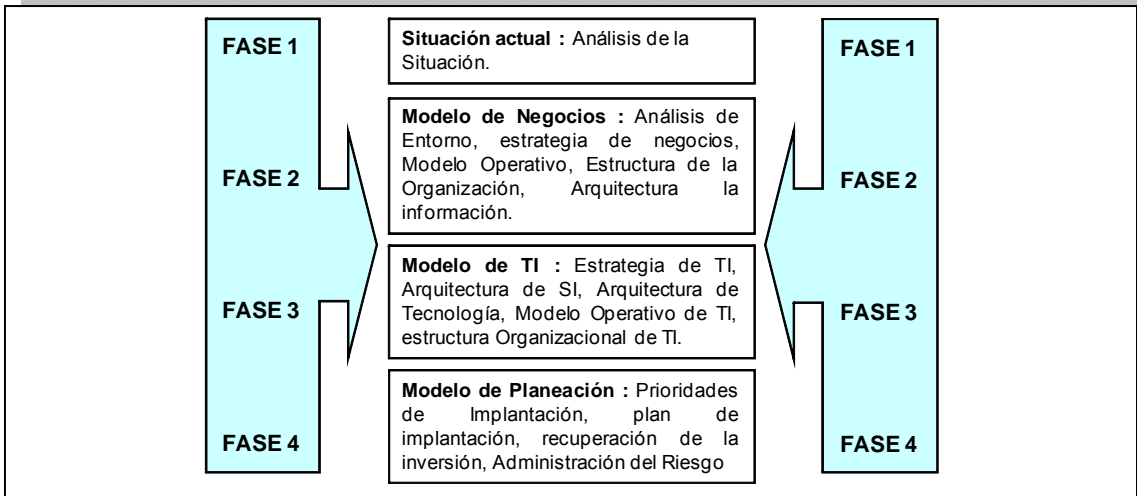 FASE 1
Situación actual : Análisis de la
Situación.
FASE 1
FASE 2
Modelo de Negocios : Análisis de
Entorno, estrategia de negocios,
Modelo Operativo, Estructura de la
Organización, Arquitectura la
información.
FASE 2
FASE 3
Modelo de TI : Estrategia de TI,
Arquitectura de SI, Arquitectura de
Tecnología, Modelo Operativo de TI,
estructura Organizacional de TI.
FASE 3
FASE 4
Modelo de Planeación : Prioridades
de Implantación, plan de
implantación, recuperación de la
inversión, Administración del Riesgo
FASE 4